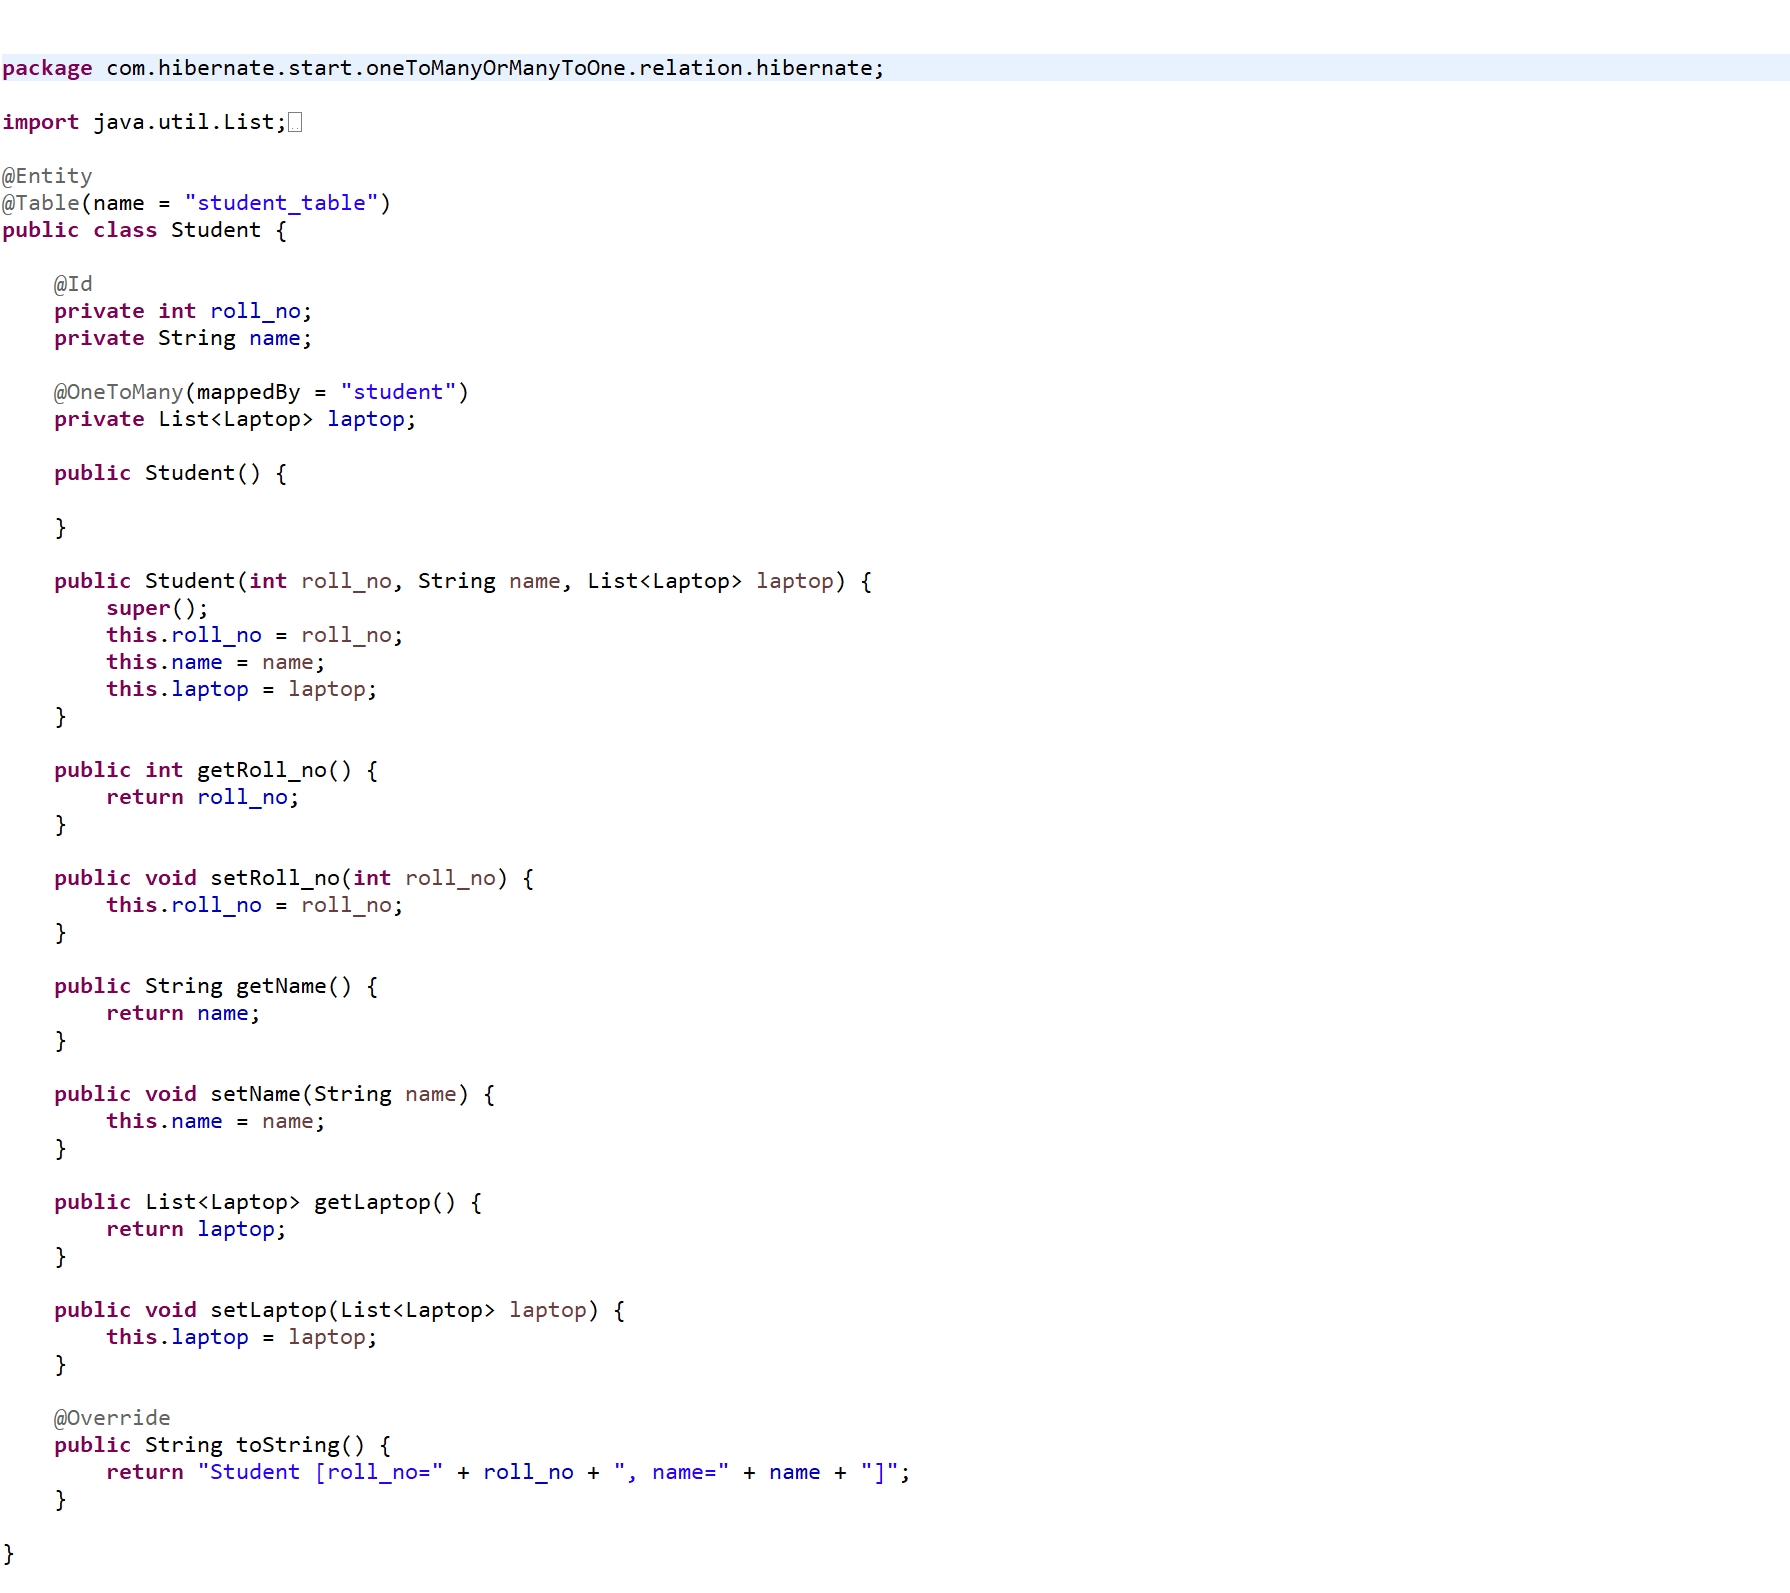 package com.hibernate.start.oneToManyOrManyToOne.relation.hibernate;
import java.util.List;
@Entity
@Table(name = "student_table")
public class Student {
@Id
private int roll_no;
private String name;
@OneToMany(mappedBy = "student")
private List<Laptop> laptop;
public Student() {
}
public Student(int roll_no, String name, List<Laptop> laptop) {
super();
this.roll_no = roll_no;
this.name = name;
this.laptop = laptop;
}
public int getRoll_no() {
return roll_no;
}
public void setRoll_no(int roll_no) {
this.roll_no = roll_no;
}
public String getName() {
return name;
}
public void setName(String name) {
this.name = name;
}
public List<Laptop> getLaptop() {
return laptop;
}
public void setLaptop(List<Laptop> laptop) {
this.laptop = laptop;
}
@Override
public String toString() {
return "Student [roll_no=" + roll_no + ", name=" + name + "]";
}
}